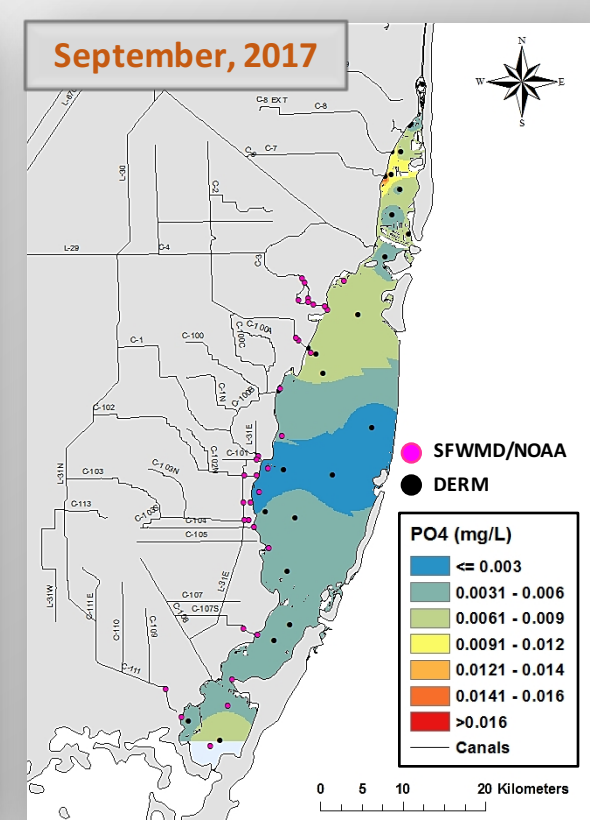 September, 2017
N
W
E
S
C-8 EXT
C-8
C-7
C-6
L-30
C-2
L-29
C-4
C-3
C-1
C-100
C-100C
C-100A
C-1N
C-100B
C-102
L-31E
C-101
C-102N
L-31N
C-103
C-103N
C-113
C-103S
C-104
C-105
L-31W
C-111E
C-110
C-109
L-31E
C-107
C-107S
C-108
C-111
SFWMD/NOAA
DERM
PO4 (mg/L)
<= 0.003
0.0031 - 0.006
0.0061 - 0.009
0.0091 - 0.012
0.0121 - 0.014
0.0141 - 0.016
>0.016
Canals
0 5 10 20 Kilometers